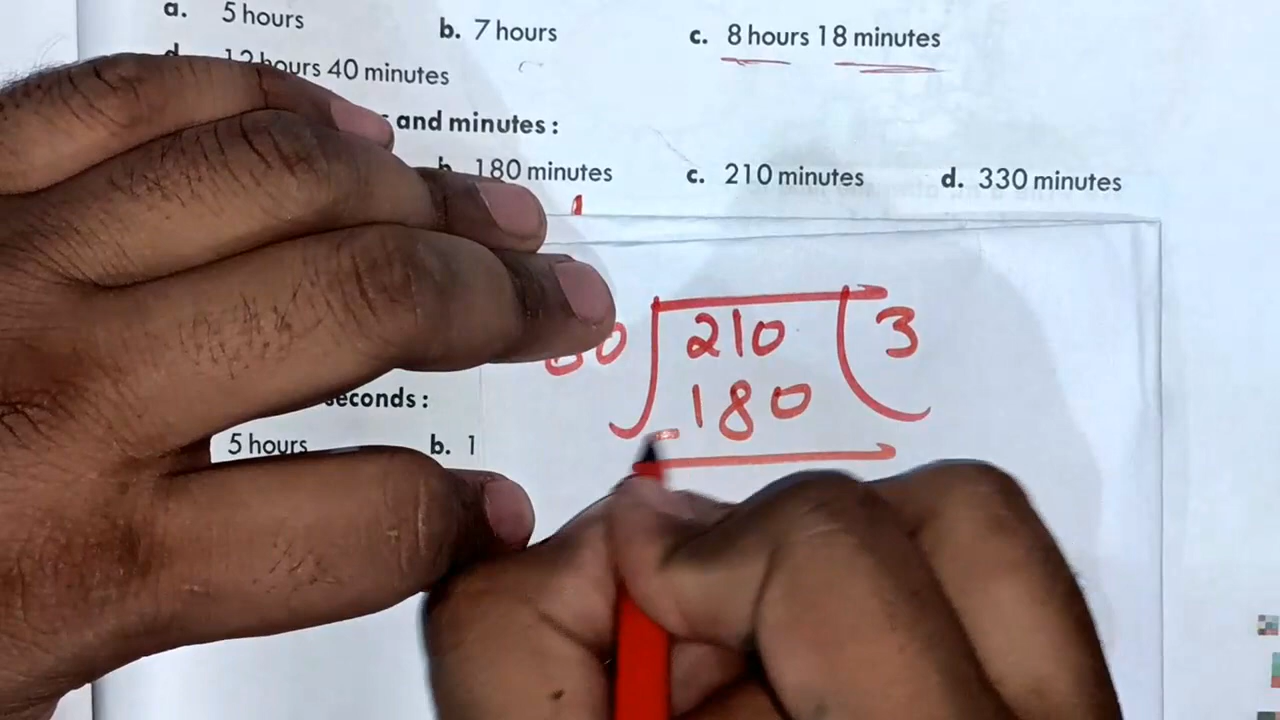 a. 5 hours b. 7 hours c. 8 hours 18 minutes
hours 40 minutes
and minutes :
180 minutes c. 210 minutes d. 330 minutes
210 3
180
seconds :
5 hours b. 1